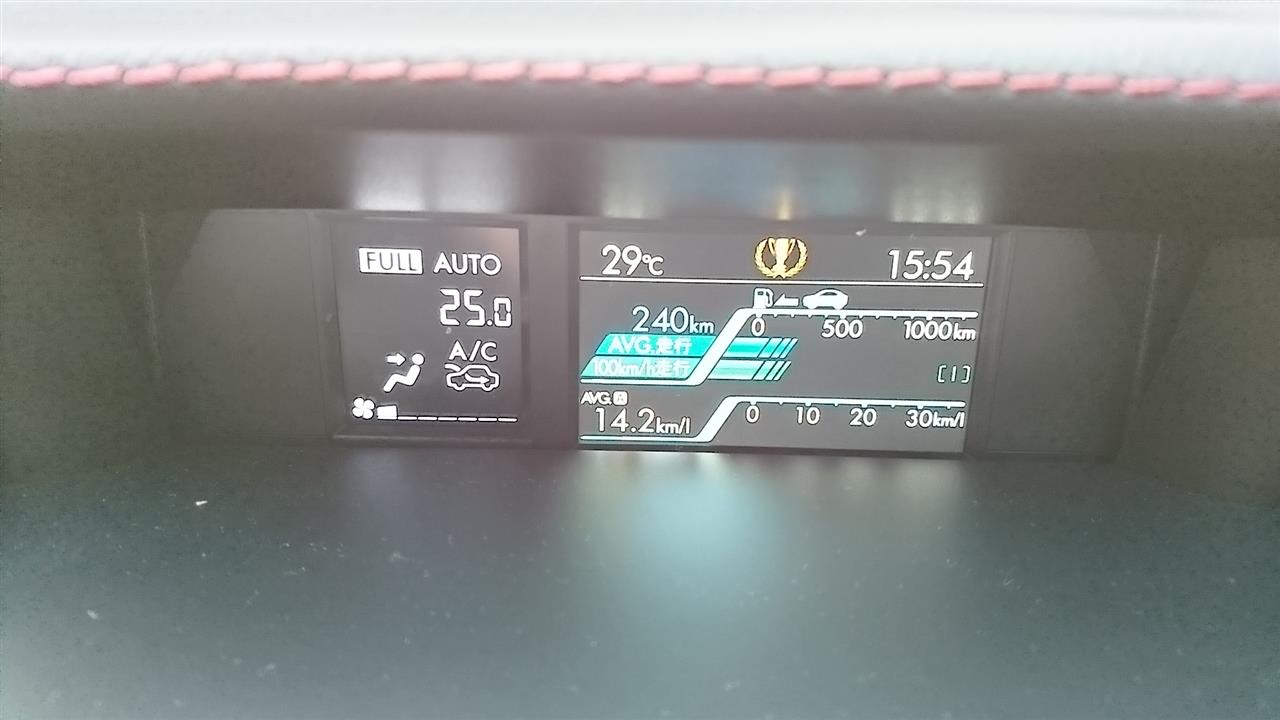 FULL AUTO
25.0
A/C
29℃
15:54
240km
0 500 1000km
AVG.走行
100km/h走行
[1]
AVG.A
14.2km/l
0 10 20 30km/l